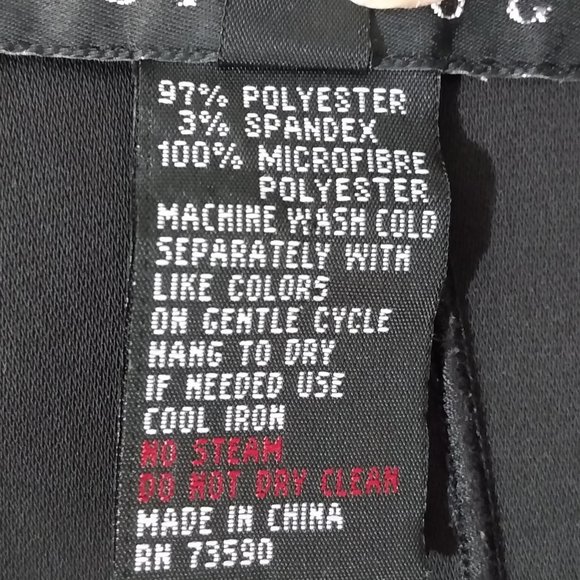 97% POLYESTER
3% SPANDEX
100% MICROFIBRE
POLYESTER
MACHINE WASH COLD
SEPARATELY WITH
LIKE COLORS
ON GENTLE CYCLE
HANG TO DRY
IF NEEDED USE
COOL IRON
NO STEAM
DO NOT DRY CLEAN
MADE IN CHINA
RN 73590